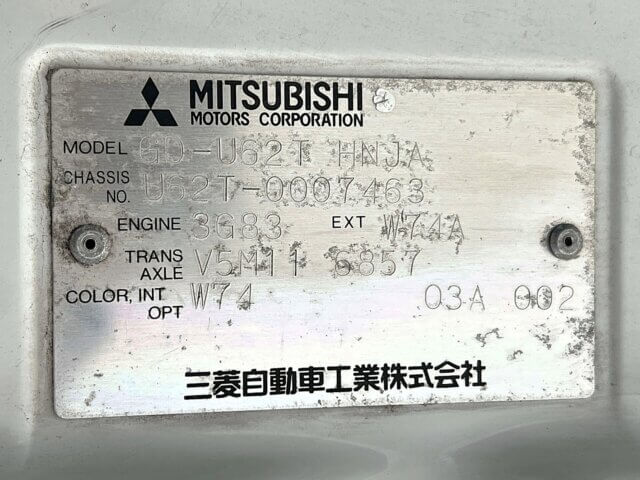 MITSUBISHI
MOTORS CORPORATION
MODEL GD-U62T HNJA
CHASSIS NO. U62T-0007463
ENGINE 3G83 EXT W74A
TRANS AXLE V5M11 6857
COLOR, INT OPT W74 03A 002
三菱自動車工業株式会社